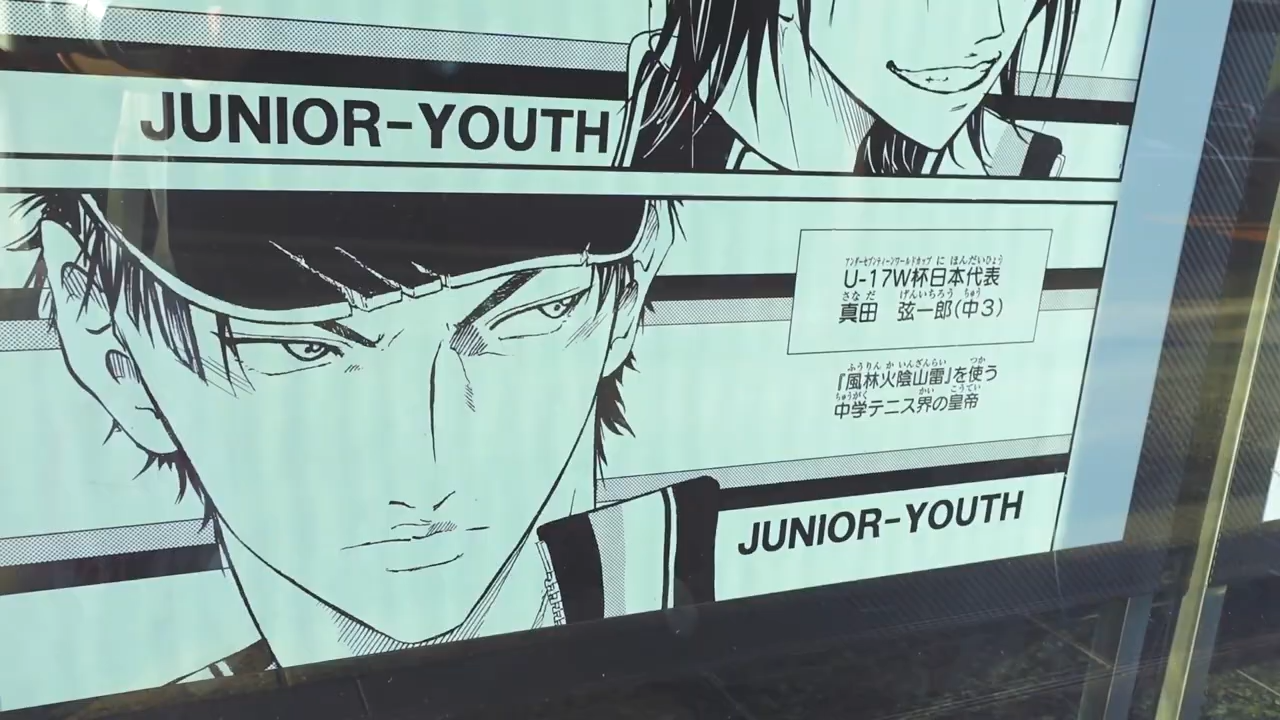 JUNIOR-YOUTH
アンダーセブンティーンワールドカップ に ほんだいひょう
U-17W杯日本代表
さなだ げんいちろう ちゅう
真田 弦一郎(中3)
ふうりん か いんざんらい つか
『風林火陰山雷』を使う
ちゅうがく かい こうてい
中学テニス界の皇帝
JUNIOR-YOUTH